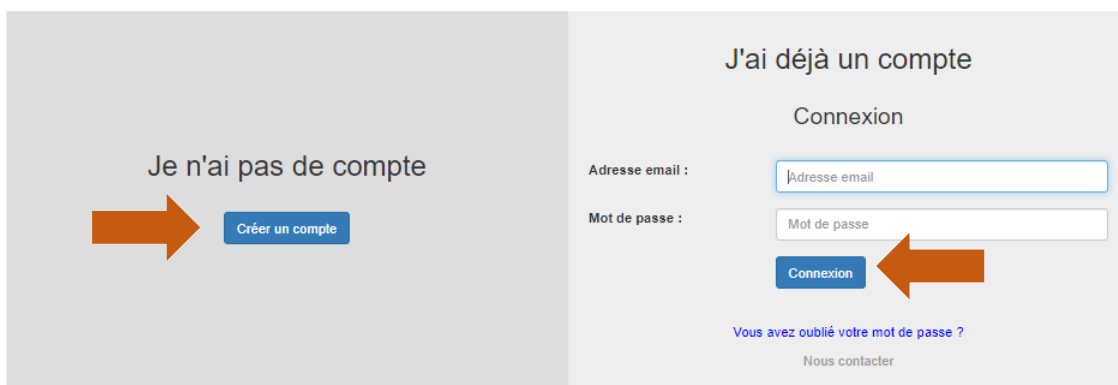 Je n'ai pas de compte
Créer un compte
J'ai déjà un compte
Connexion
Adresse email :
Adresse email
Mot de passe :
Mot de passe
Connexion
Vous avez oublié votre mot de passe ?
Nous contacter